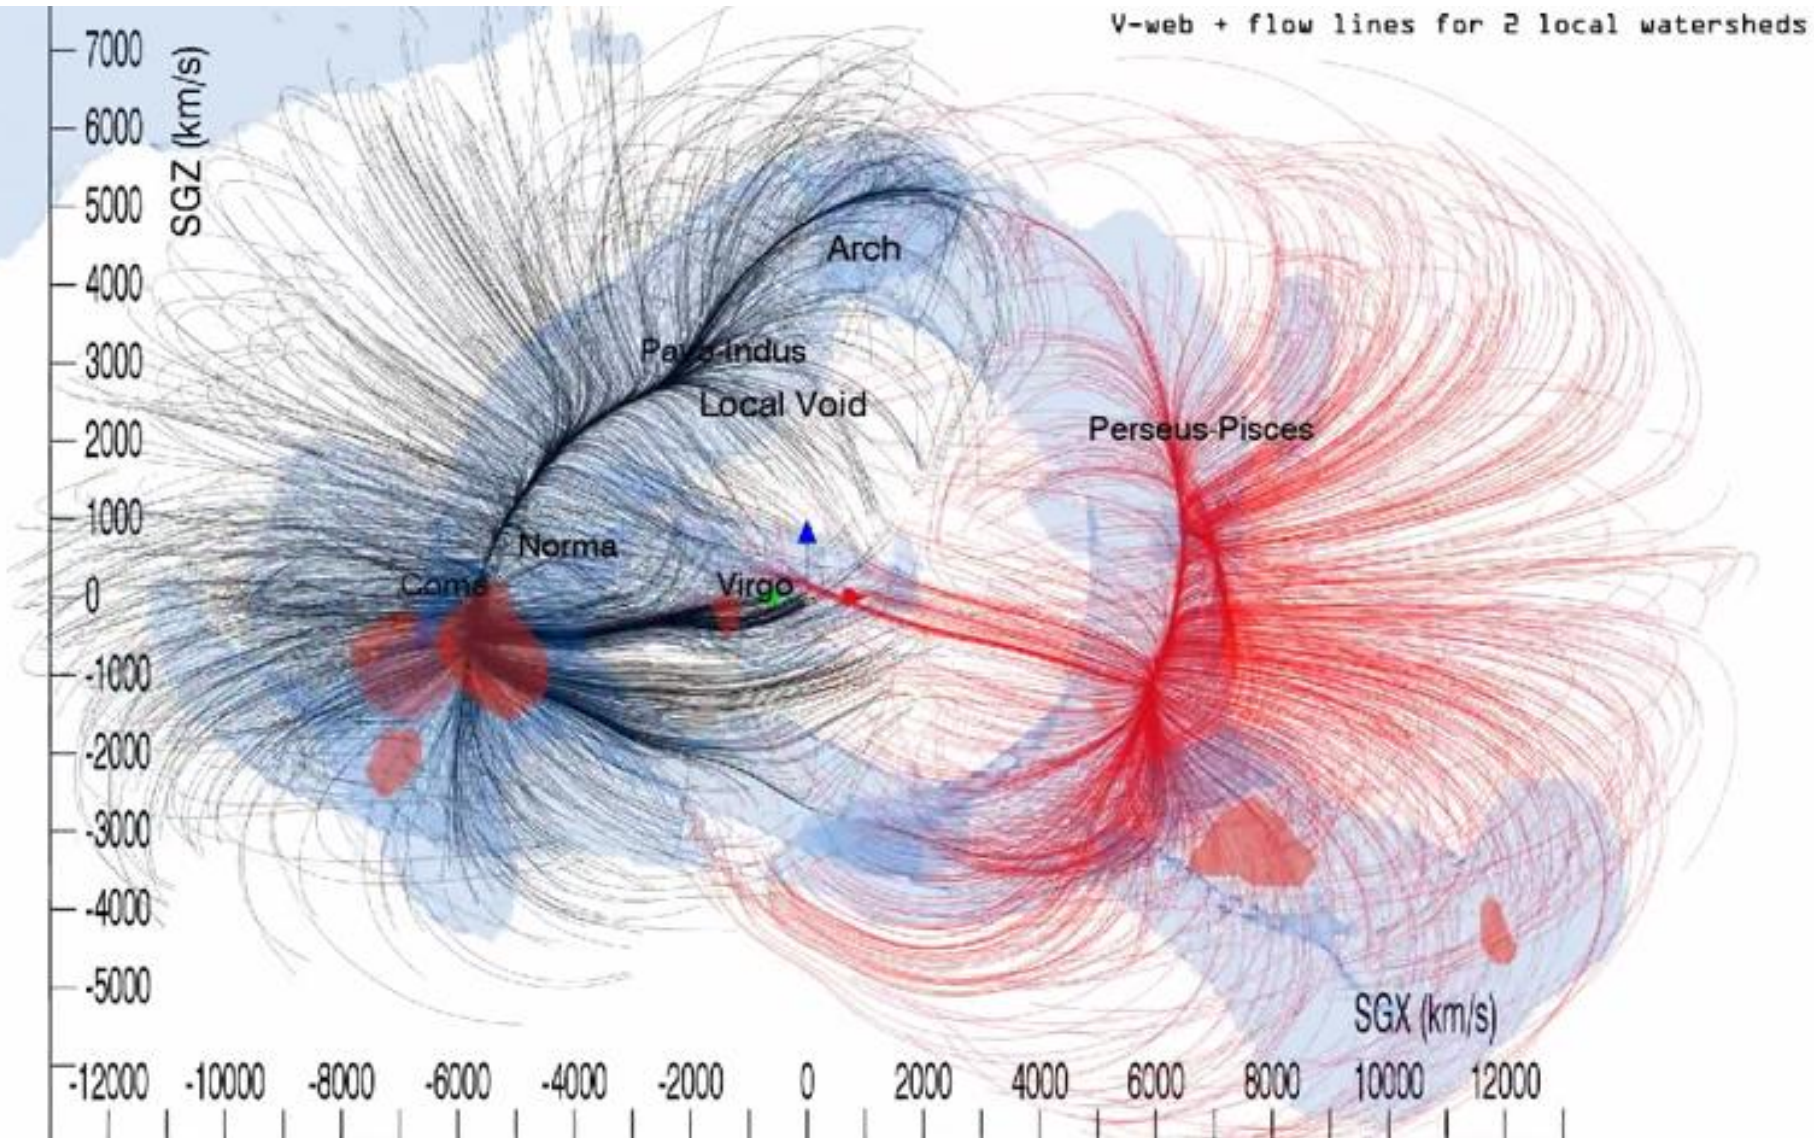 V-web + flow lines for 2 local watersheds
7000
6000
5000
4000
3000
2000
1000
0
-1000
-2000
-3000
-4000
-5000
SGZ (km/s)
Arch
Pavo-Indus
Local Void
Perseus-Pisces
Norma
Coma
Virgo
SGX (km/s)
-12000 -10000 -8000 -6000 -4000 -2000 0 2000 4000 6000 8000 10000 12000